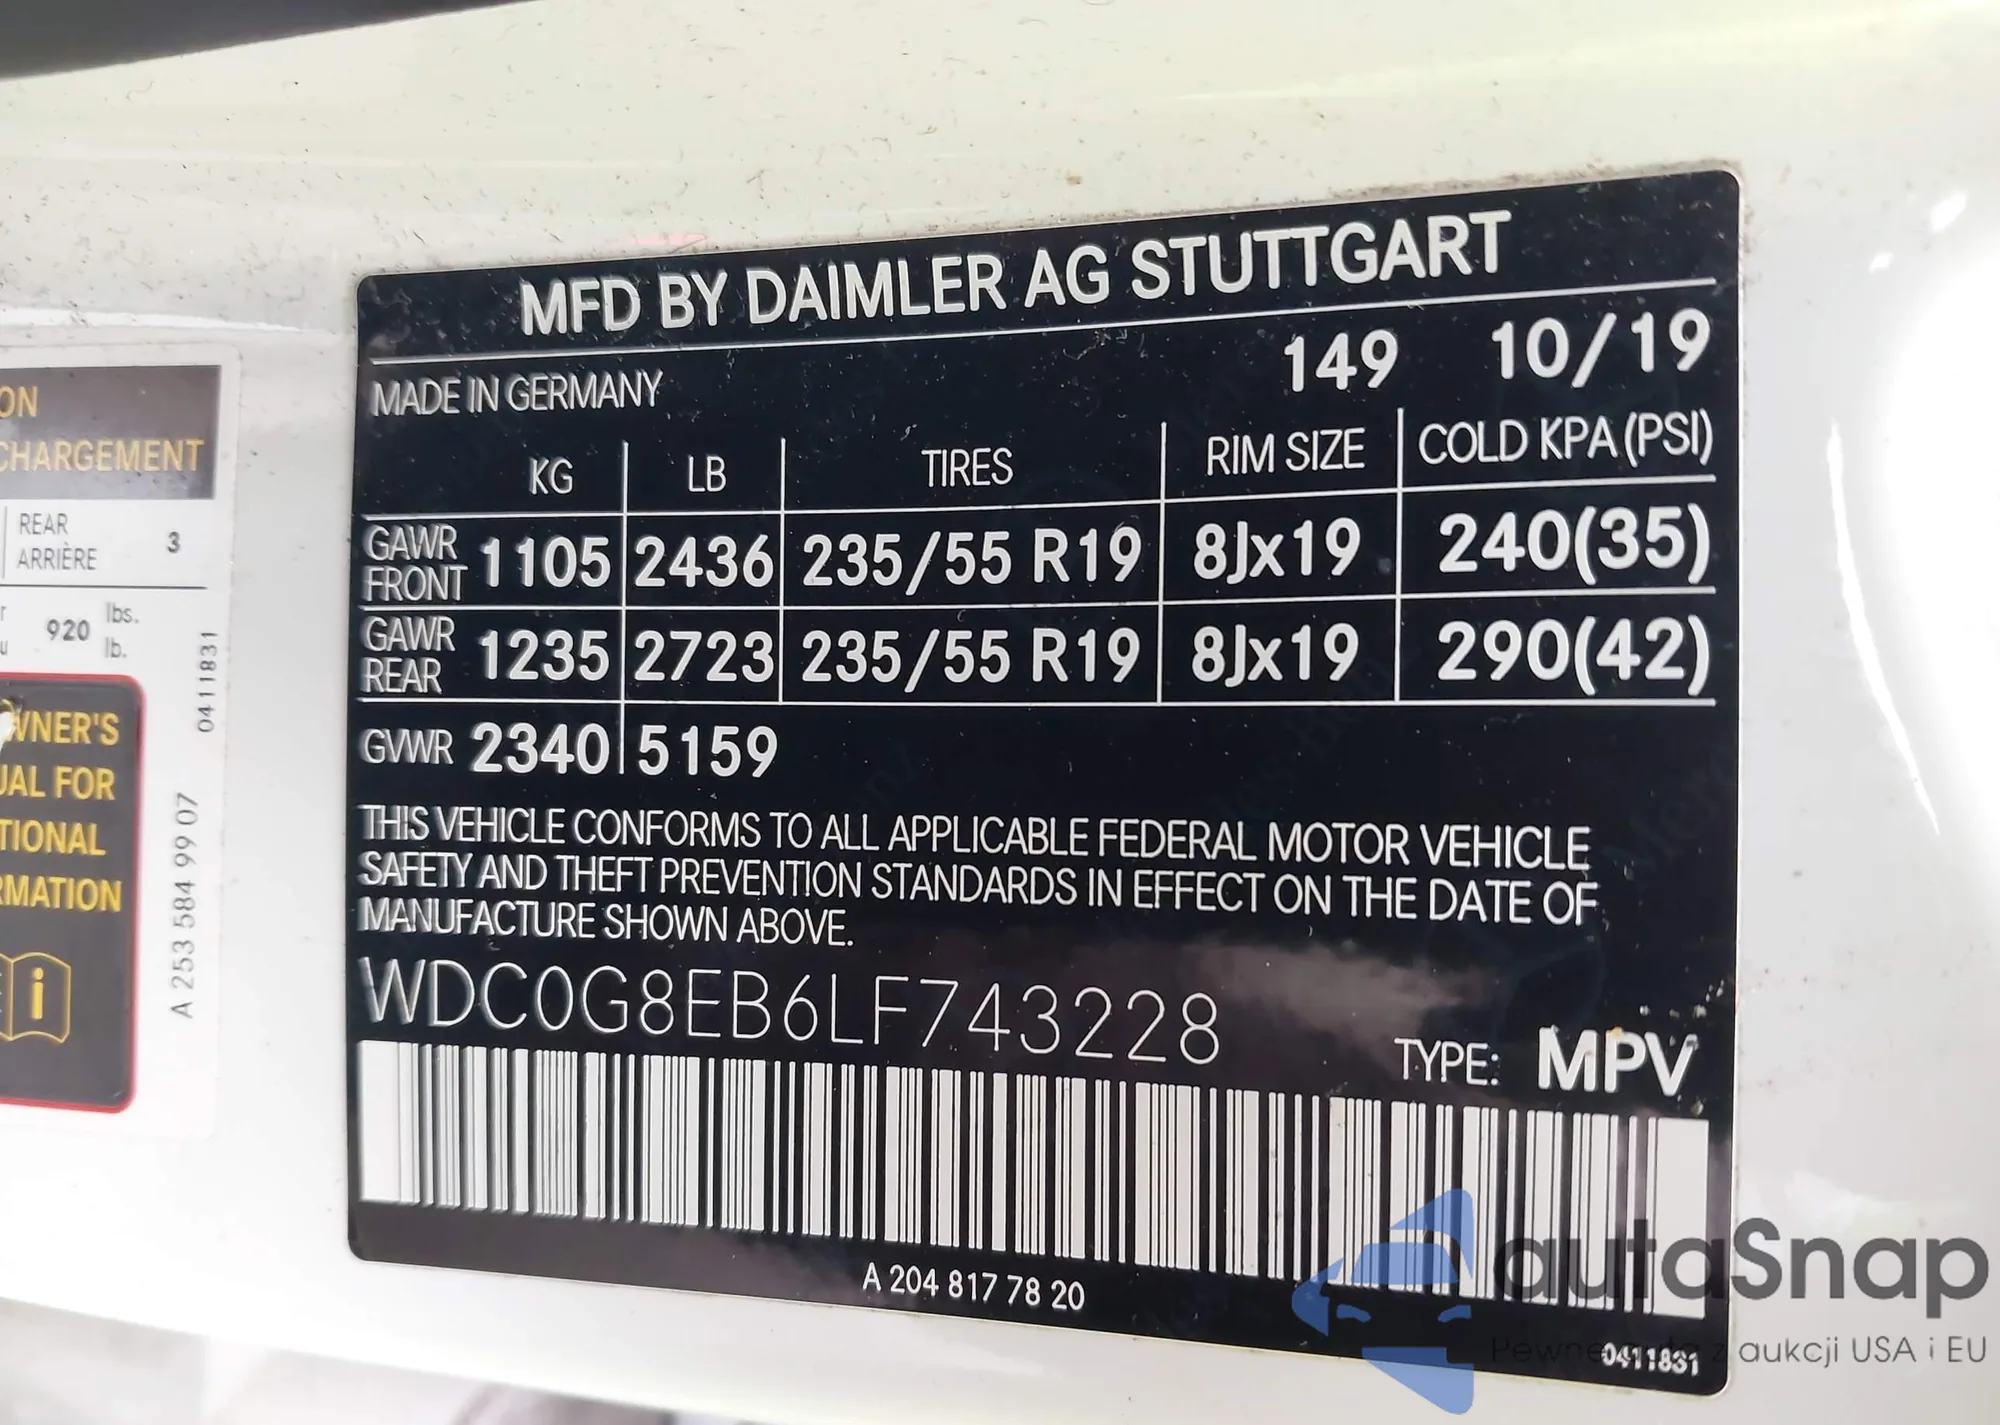 ON
CHARGEMENT
REAR
ARRIÈRE 3
920 lbs.
lb.
0411831
WNER'S
UAL FOR
TIONAL
RMATION
A 253 584 99 07
MFD BY DAIMLER AG STUTTGART
MADE IN GERMANY 149 10/19
KG LB TIRES RIM SIZE COLD KPA (PSI)
GAWR FRONT 1105 2436 235/55 R19 8Jx19 240(35)
GAWR REAR 1235 2723 235/55 R19 8Jx19 290(42)
GVWR 2340 5159
THIS VEHICLE CONFORMS TO ALL APPLICABLE FEDERAL MOTOR VEHICLE
SAFETY AND THEFT PREVENTION STANDARDS IN EFFECT ON THE DATE OF
MANUFACTURE SHOWN ABOVE.
WDC0G8EB6LF743228
TYPE: MPV
A 204 817 78 20
0411831
autaSnap
Pewne auta z aukcji USA i EU